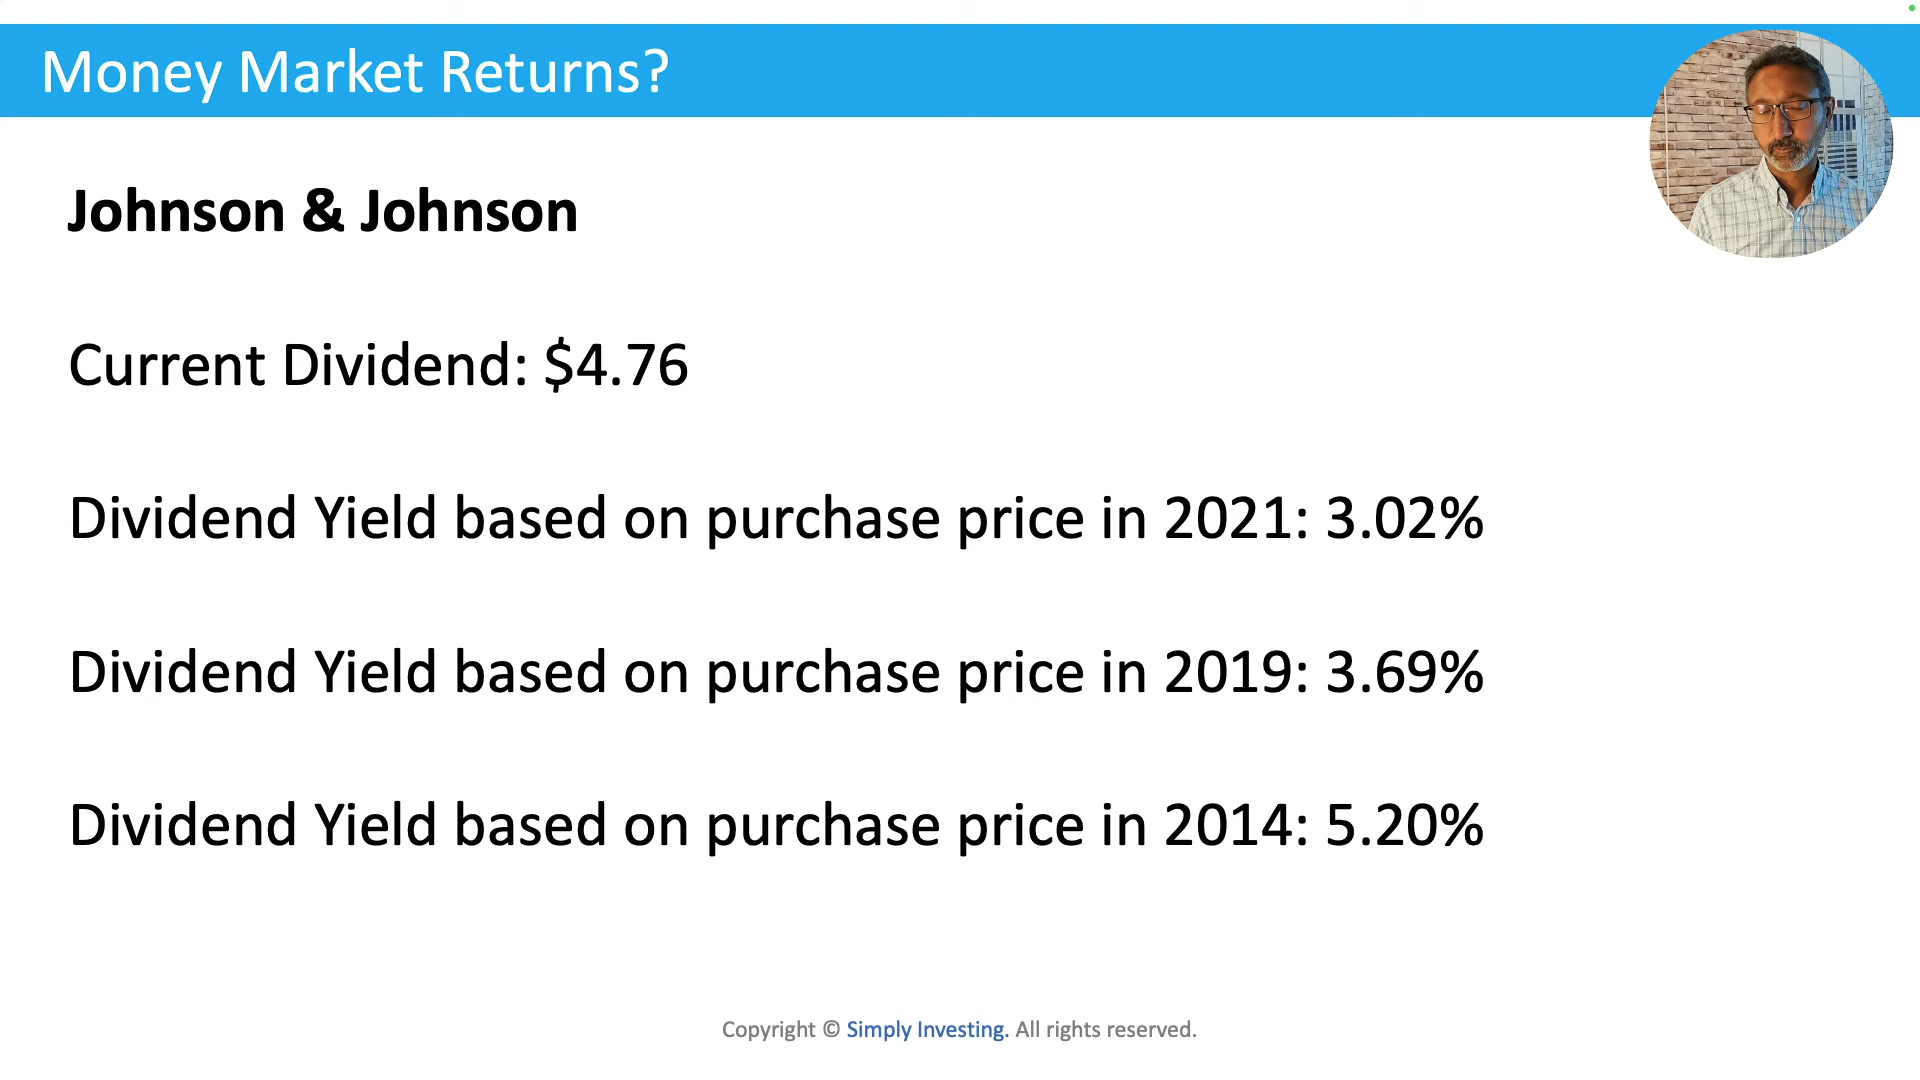 Money Market Returns?
Johnson & Johnson
Current Dividend: $4.76
Dividend Yield based on purchase price in 2021: 3.02%
Dividend Yield based on purchase price in 2019: 3.69%
Dividend Yield based on purchase price in 2014: 5.20%
Copyright © Simply Investing. All rights reserved.